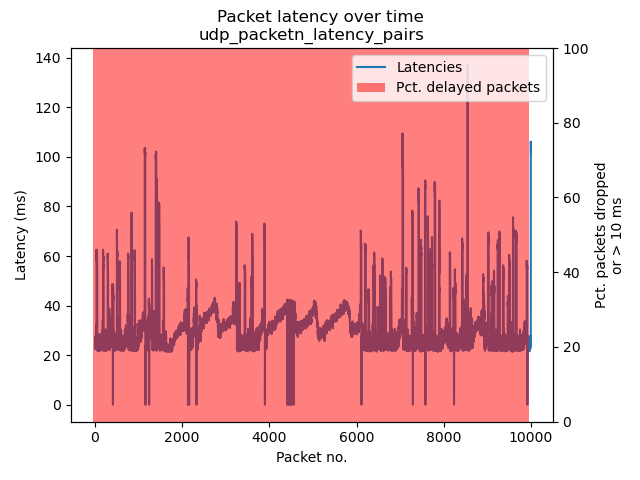 Packet latency over time
udp_packetn_latency_pairs
Latencies
Pct. delayed packets
Latency (ms)
140
120
100
80
60
40
20
0
100
80
60
40
20
0
Pct. packets dropped
or > 10 ms
0
2000
4000
6000
8000
10000
Packet no.